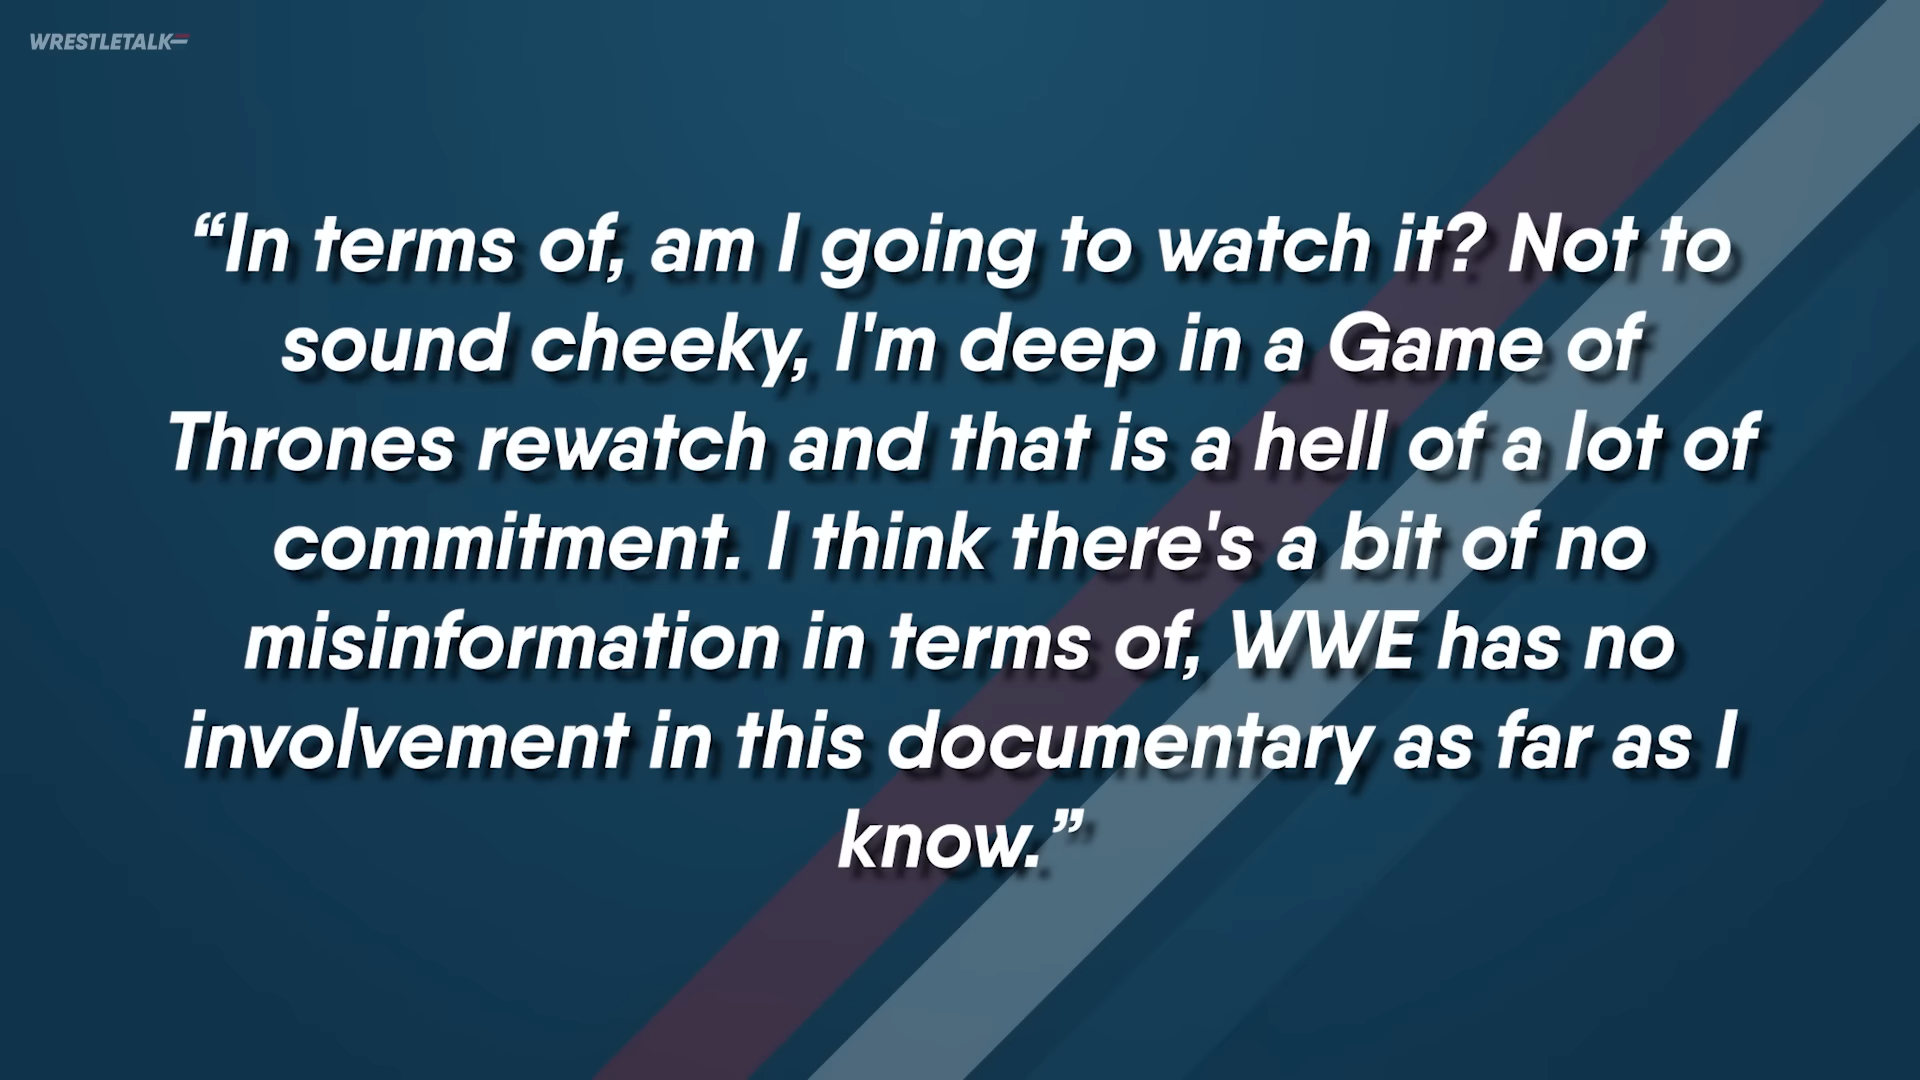 WRESTLETALK
“In terms of, am I going to watch it? Not to
sound cheeky, I'm deep in a Game of
Thrones rewatch and that is a hell of a lot of
commitment. I think there's a bit of no
misinformation in terms of, WWE has no
involvement in this documentary as far as I
know.”